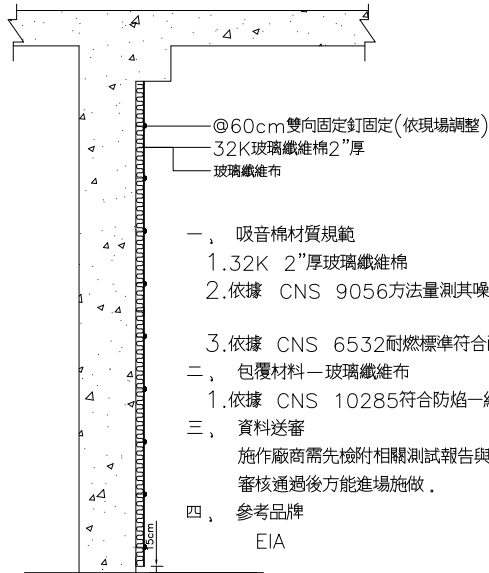 @60cm雙向固定釘固定(依現場調整)
32K玻璃纖維棉2"厚
玻璃纖維布
一、 吸音棉材質規範
1.32K 2"厚玻璃纖維棉
2.依據 CNS 9056方法量測其噪
3.依據 CNS 6532耐燃標準符合
二、 包覆材料-玻璃纖維布
1.依據 CNS 10285符合防焰一
三、 資料送審
施作廠商需先檢附相關測試報告與
審核通過後方能進場施做.
四、 參考品牌
EIA
15cm